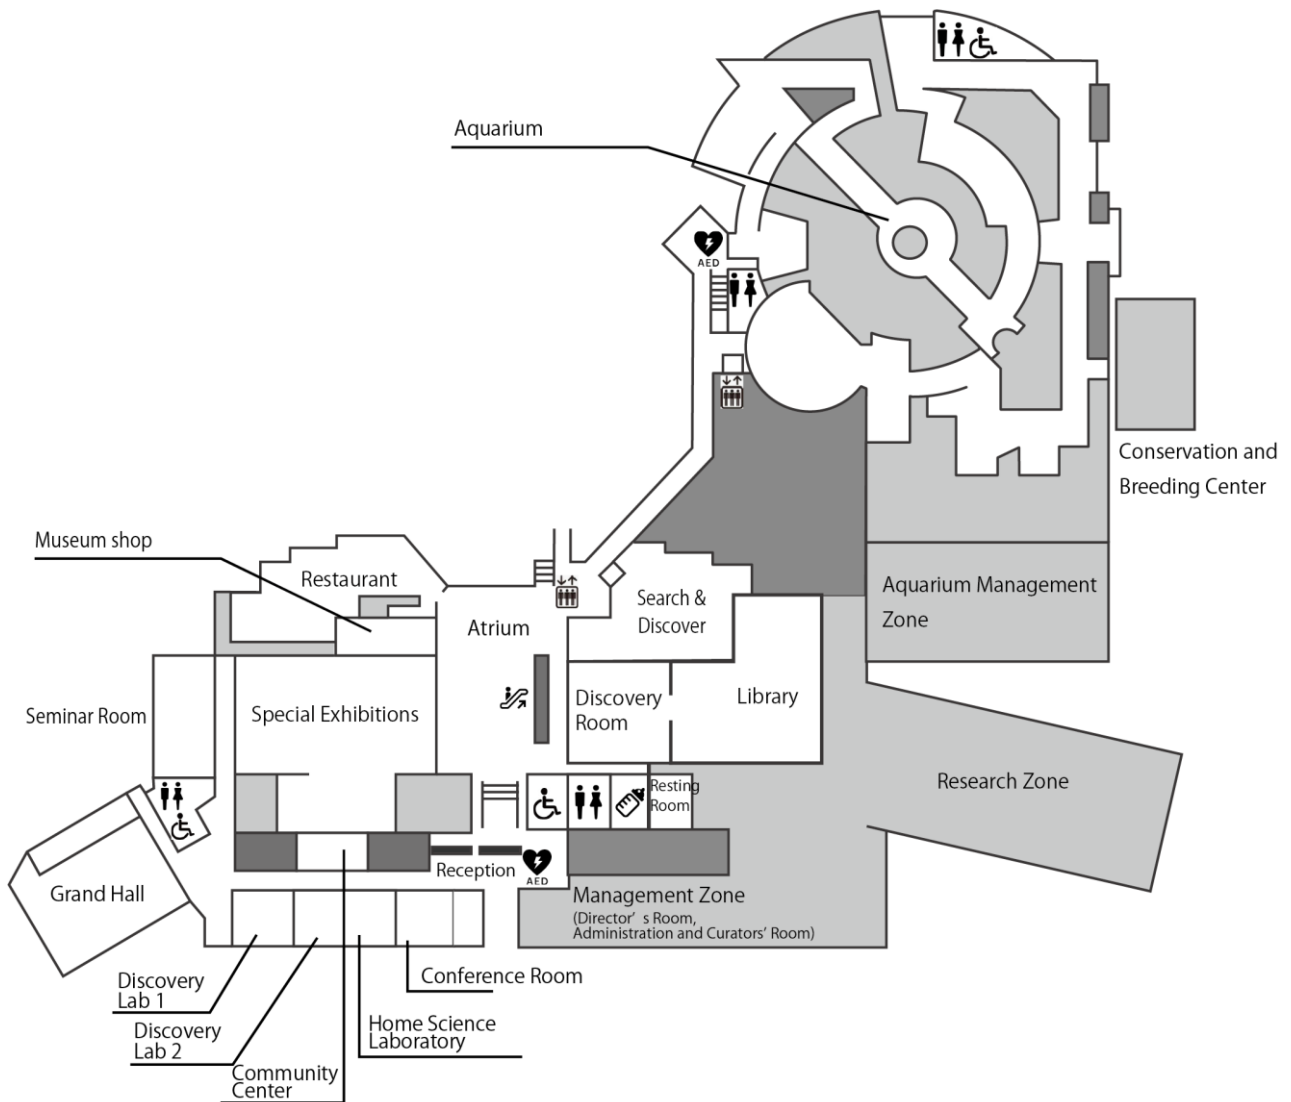 Aquarium
AED
Conservation and
Breeding Center
Museum shop
Restaurant
Atrium
Search &
Discover
Aquarium Management
Zone
Seminar Room
Special Exhibitions
Discovery
Room
Library
Resting
Room
Research Zone
Grand Hall
Reception
AED
Management Zone
(Director’ s Room,
Administration and Curators’ Room)
Discovery
Lab 1
Conference Room
Discovery
Lab 2
Home Science
Laboratory
Community
Center